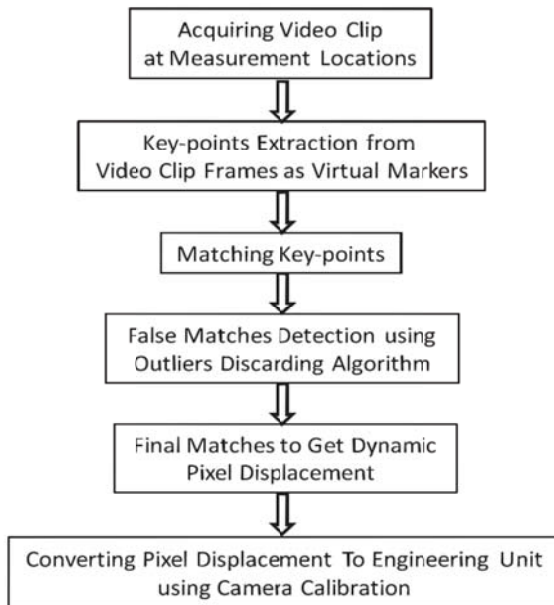 Acquiring Video Clip
at Measurement Locations
Key-points Extraction from
Video Clip Frames as Virtual Markers
Matching Key-points
False Matches Detection using
Outliers Discarding Algorithm
Final Matches to Get Dynamic
Pixel Displacement
Converting Pixel Displacement To Engineering Unit
using Camera Calibration